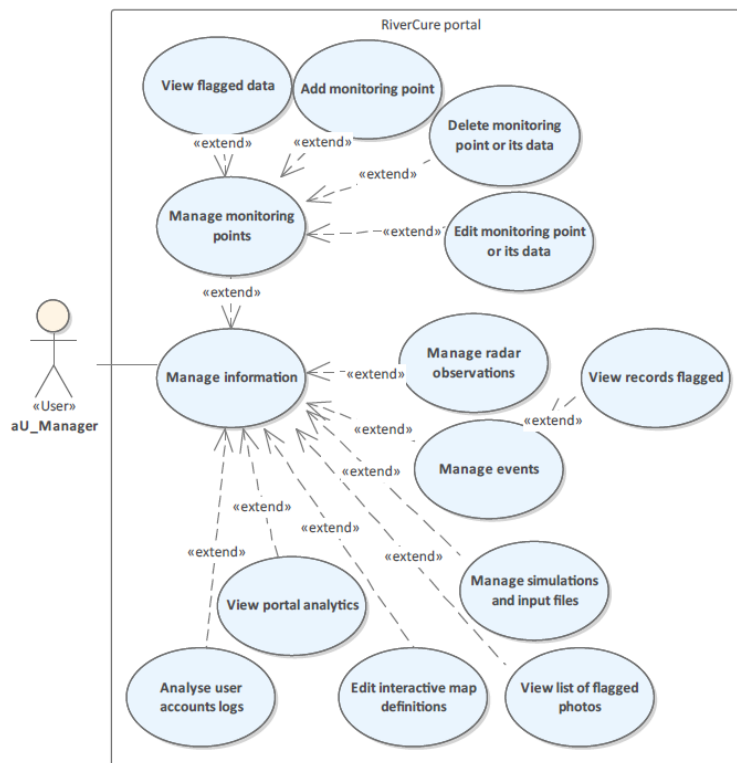 RiverCure portal
View flagged data
Add monitoring point
Delete monitoring
point or its data
«extend»
«extend»
«extend»
Manage monitoring
points
«extend»
Edit monitoring point
or its data
«extend»
Manage information
Manage radar
observations
«extend»
View records flagged
«User»
aU_Manager
«extend»
«extend»
Manage events
«extend»
«extend»
«extend»
«extend»
«extend»
Manage simulations
and input files
View portal analytics
Analyse user
accounts logs
Edit interactive map
definitions
View list of flagged
photos